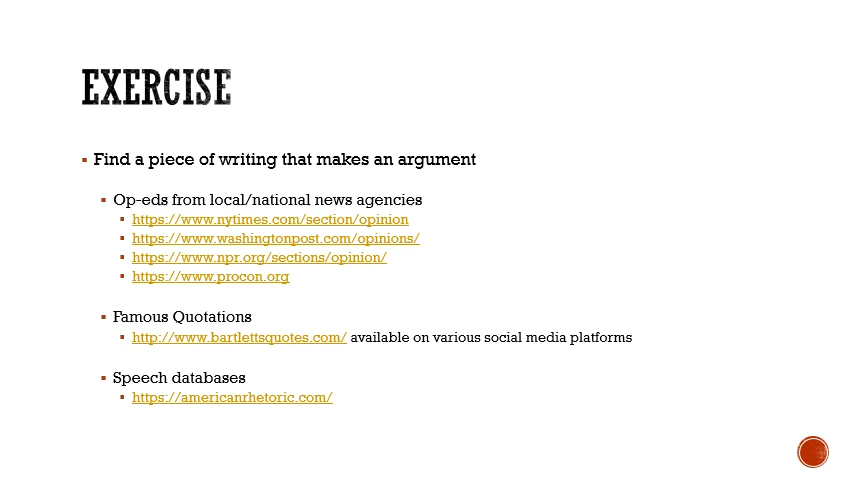 EXERCISE
Find a piece of writing that makes an argument
Op-eds from local/national news agencies
https://www.nytimes.com/section/opinion
https://www.washingtonpost.com/opinions/
https://www.npr.org/sections/opinion/
https://www.procon.org
Famous Quotations
http://www.bartlettsquotes.com/ available on various social media platforms
Speech databases
https://americanrhetoric.com/